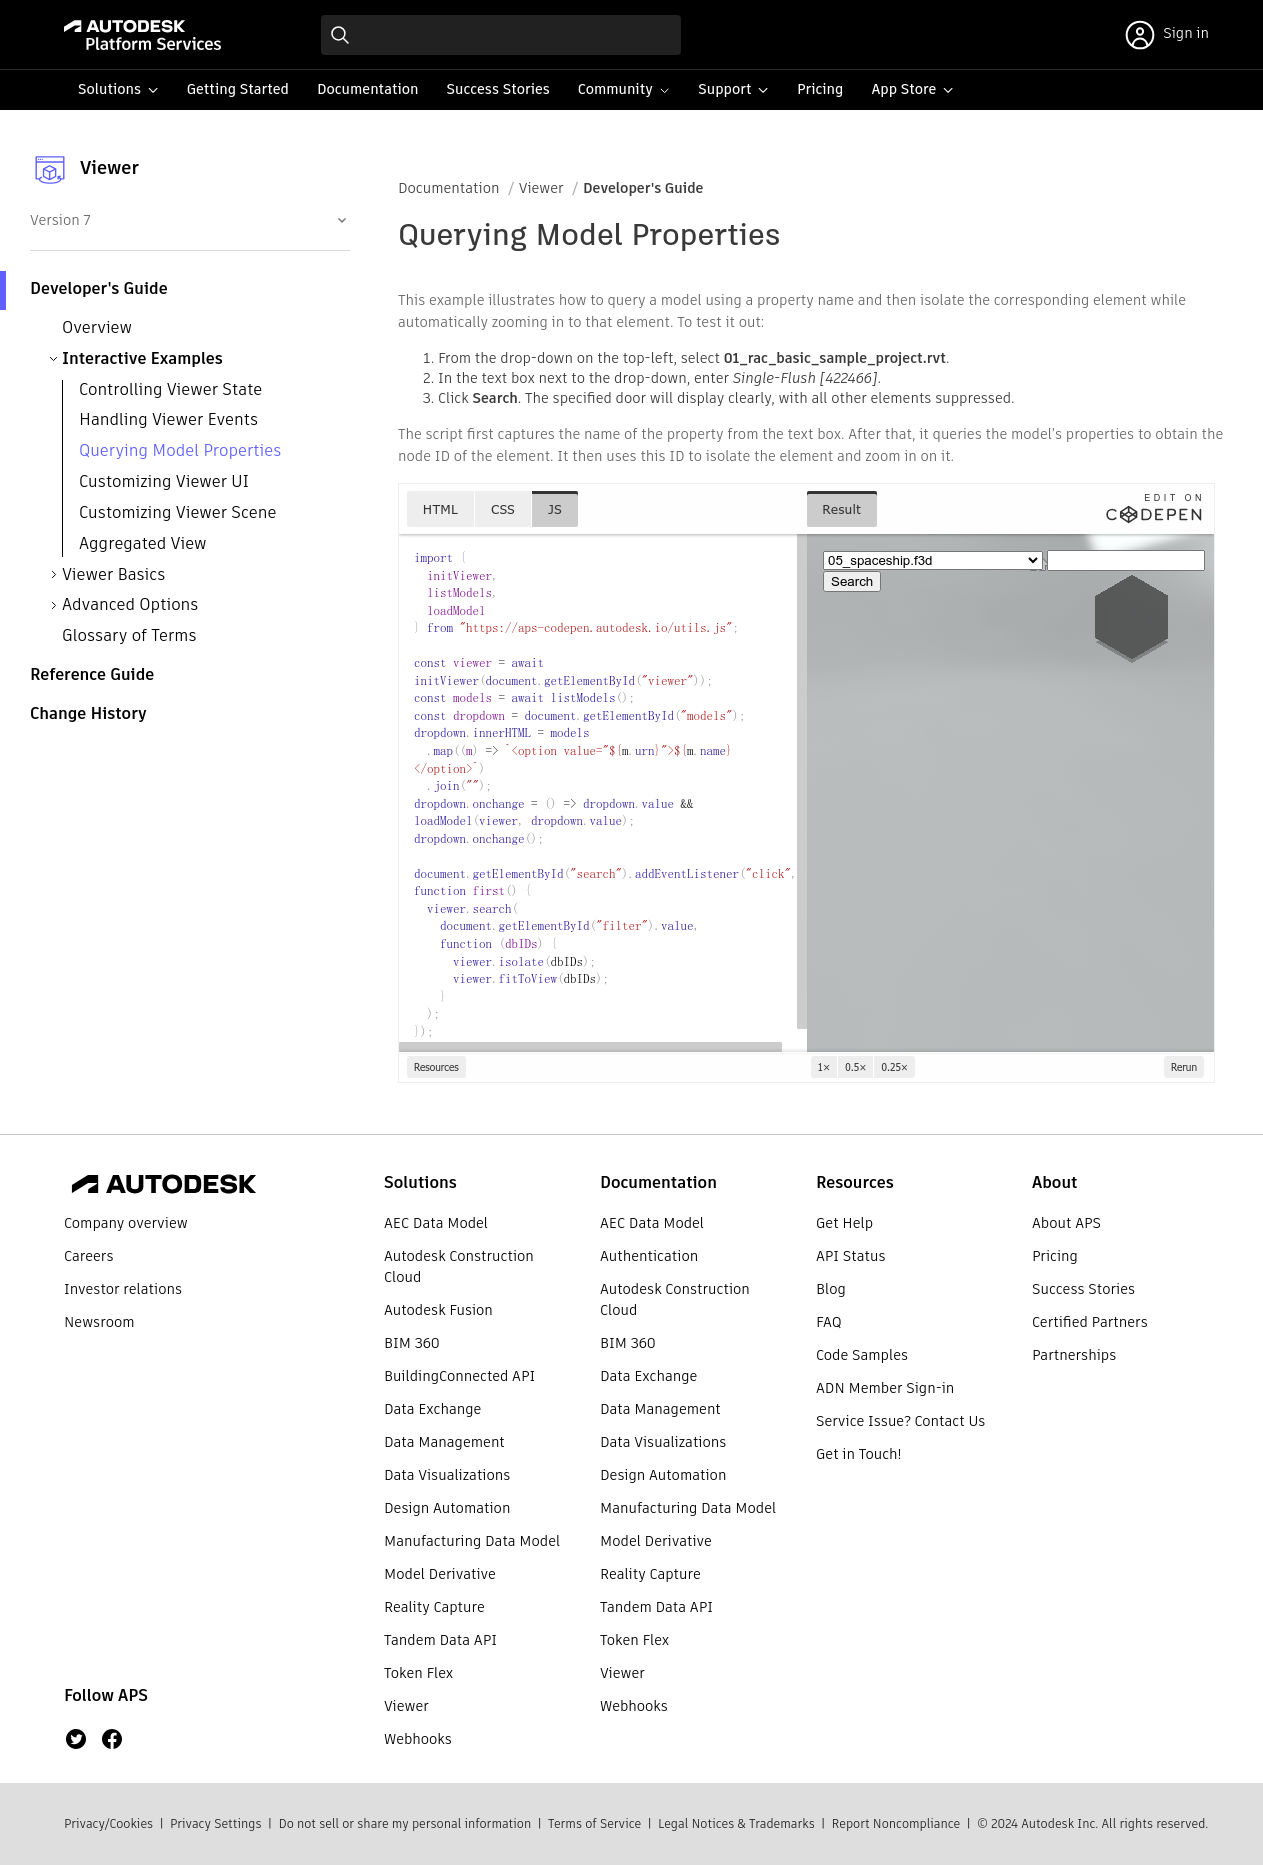 AUTODESK
Platform Services
Sign in
Solutions
Getting Started
Documentation
Success Stories
Community
Support
Pricing
App Store
Viewer
Version 7
Developer's Guide
Overview
Interactive Examples
Controlling Viewer State
Handling Viewer Events
Querying Model Properties
Customizing Viewer UI
Customizing Viewer Scene
Aggregated View
Viewer Basics
Advanced Options
Glossary of Terms
Reference Guide
Change History
Documentation / Viewer / Developer's Guide
Querying Model Properties
This example illustrates how to query a model using a property name and then isolate the corresponding element while
automatically zooming in to that element. To test it out:
1. From the drop-down on the top-left, select 01_rac_basic_sample_project.rvt.
2. In the text box next to the drop-down, enter Single-Flush [422466].
3. Click Search. The specified door will display clearly, with all other elements suppressed.
The script first captures the name of the property from the text box. After that, it queries the model's properties to obtain the
node ID of the element. It then uses this ID to isolate the element and zoom in on it.
HTML
CSS
JS
Result
EDIT ON
CODEPEN
import {
initViewer,
listModels,
loadModel
} from "https://aps-codepen.autodesk.io/utils.js";
const viewer = await
initViewer(document.getElementById("viewer"));
const models = await listModels();
const dropdown = document.getElementById("models");
dropdown.innerHTML = models
.map((m) => `<option value="${m.urn}">${m.name}
</option>`)
.join("");
dropdown.onchange = () => dropdown.value &&
loadModel(viewer, dropdown.value);
dropdown.onchange();
document.getElementById("search").addEventListener("click",
function first() {
viewer.search(
document.getElementById("filter").value,
function (dbIDs) {
viewer.isolate(dbIDs);
viewer.fitToView(dbIDs);
}
);
});
05_spaceship.f3d
Search
Resources
1×
0.5×
0.25×
Rerun
AUTODESK
Company overview
Careers
Investor relations
Newsroom
Follow APS
Solutions
AEC Data Model
Autodesk Construction
Cloud
Autodesk Fusion
BIM 360
BuildingConnected API
Data Exchange
Data Management
Data Visualizations
Design Automation
Manufacturing Data Model
Model Derivative
Reality Capture
Tandem Data API
Token Flex
Viewer
Webhooks
Documentation
AEC Data Model
Authentication
Autodesk Construction
Cloud
BIM 360
Data Exchange
Data Management
Data Visualizations
Design Automation
Manufacturing Data Model
Model Derivative
Reality Capture
Tandem Data API
Token Flex
Viewer
Webhooks
Resources
Get Help
API Status
Blog
FAQ
Code Samples
ADN Member Sign-in
Service Issue? Contact Us
Get in Touch!
About
About APS
Pricing
Success Stories
Certified Partners
Partnerships
Privacy/Cookies | Privacy Settings | Do not sell or share my personal information | Terms of Service | Legal Notices & Trademarks | Report Noncompliance | © 2024 Autodesk Inc. All rights reserved.